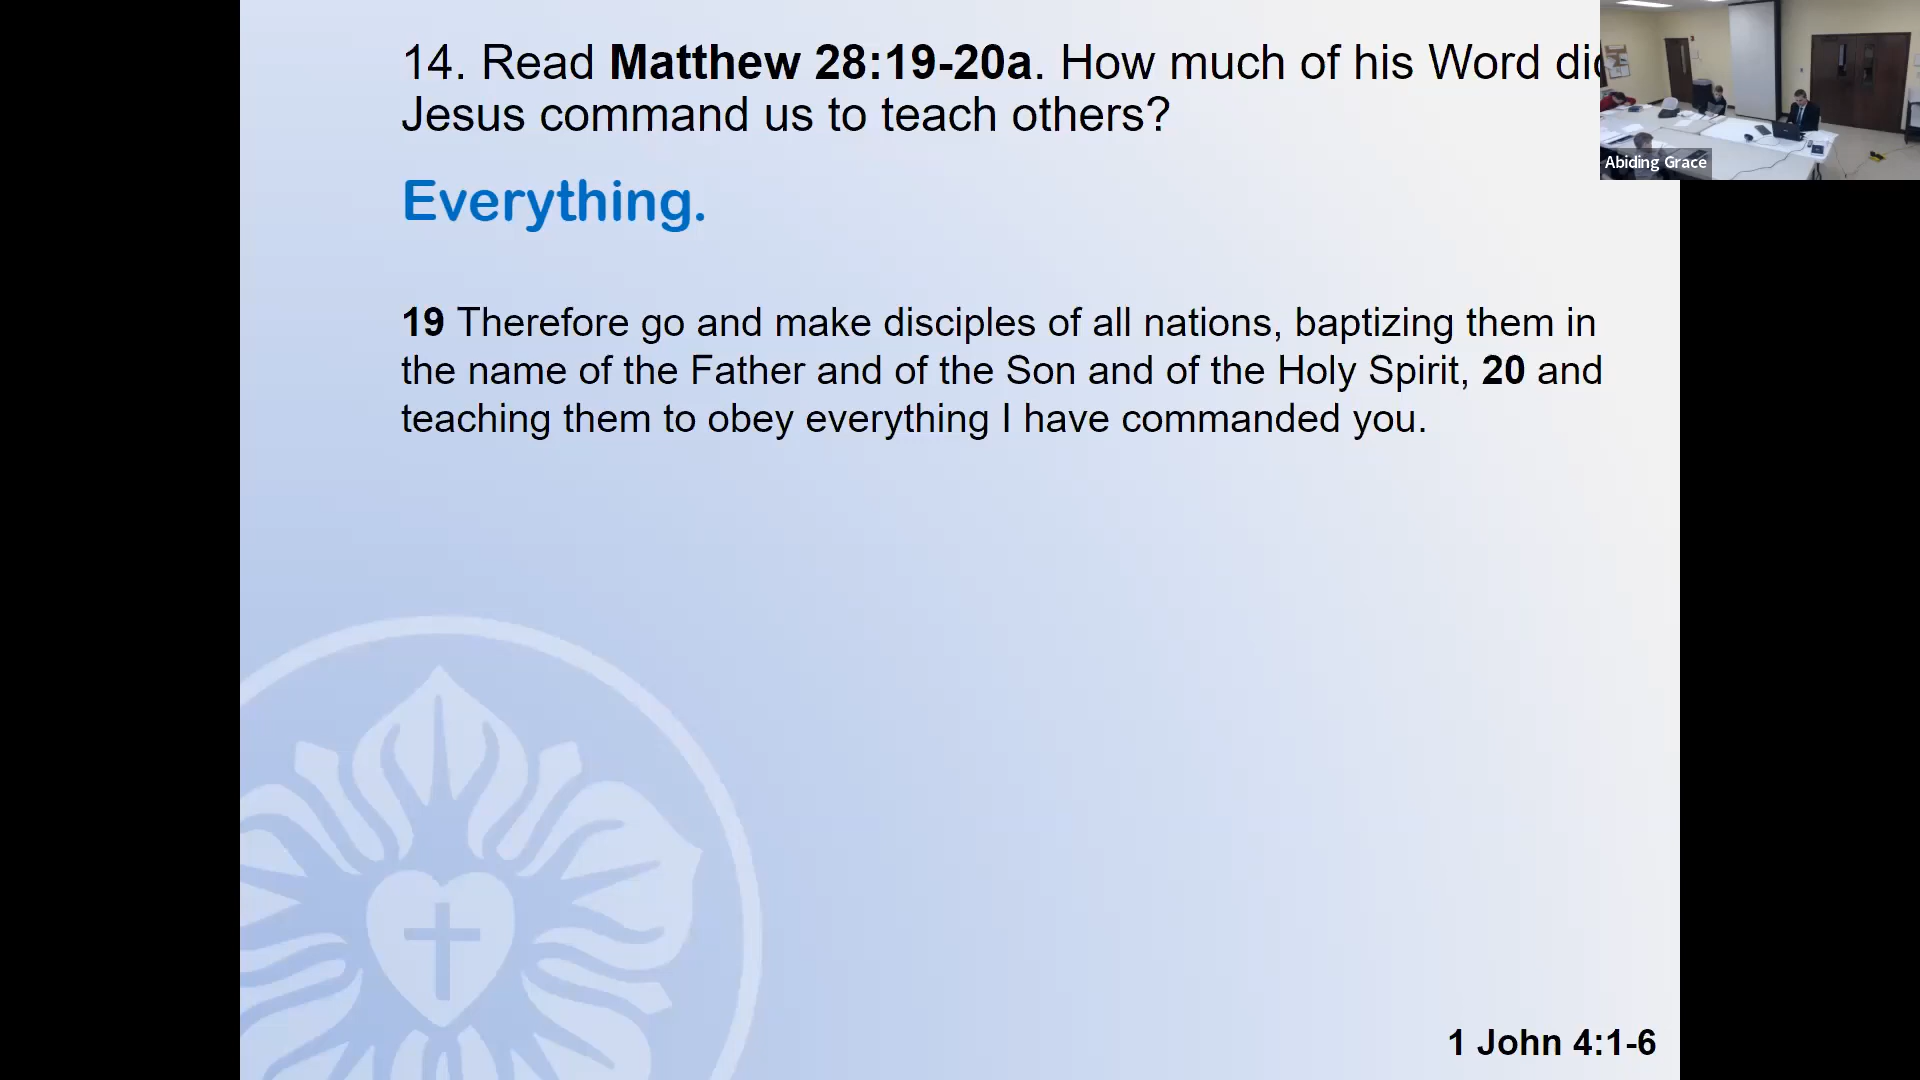 14. Read Matthew 28:19-20a. How much of his Word did
Jesus command us to teach others?
Everything.
19 Therefore go and make disciples of all nations, baptizing them in
the name of the Father and of the Son and of the Holy Spirit, 20 and
teaching them to obey everything I have commanded you.
1 John 4:1-6
Abiding Grace